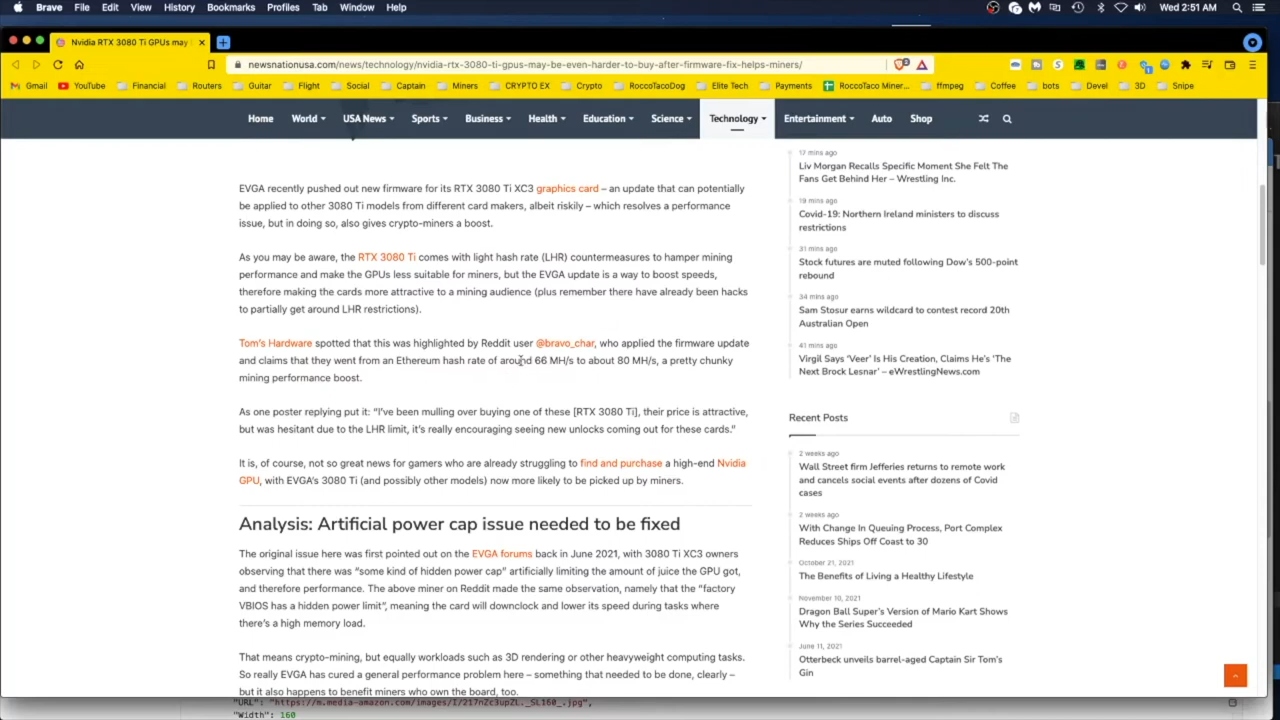 Brave File Edit View History Bookmarks Profiles Tab Window Help
Wed 2:51 AM
Nvidia RTX 3080 Ti GPUs may
newsnationusa.com/news/technology/nvidia-rtx-3080-ti-gpus-may-be-even-harder-to-buy-after-firmware-fix-helps-miners/
Gmail YouTube Financial Routers Guitar Flight Social Captain Miners CRYPTO EX Crypto RoccoTacoDog Elite Tech Payments RoccoTaco Miner... ffmpeg Coffee bots Devel 3D Snipe
Home World USA News Sports Business Health Education Science Technology Entertainment Auto Shop
EVGA recently pushed out new firmware for its RTX 3080 Ti XC3 graphics card – an update that can potentially
be applied to other 3080 Ti models from different card makers, albeit riskily – which resolves a performance
issue, but in doing so, also gives crypto-miners a boost.
As you may be aware, the RTX 3080 Ti comes with light hash rate (LHR) countermeasures to hamper mining
performance and make the GPUs less suitable for miners, but the EVGA update is a way to boost speeds,
therefore making the cards more attractive to a mining audience (plus remember there have already been hacks
to partially get around LHR restrictions).
Tom's Hardware spotted that this was highlighted by Reddit user @bravo_char, who applied the firmware update
and claims that they went from an Ethereum hash rate of around 66 MH/s to about 80 MH/s, a pretty chunky
mining performance boost.
As one poster replying put it: “I've been mulling over buying one of these [RTX 3080 Ti], their price is attractive,
but was hesitant due to the LHR limit, it's really encouraging seeing new unlocks coming out for these cards.”
It is, of course, not so great news for gamers who are already struggling to find and purchase a high-end Nvidia
GPU, with EVGA's 3080 Ti (and possibly other models) now more likely to be picked up by miners.
Analysis: Artificial power cap issue needed to be fixed
The original issue here was first pointed out on the EVGA forums back in June 2021, with 3080 Ti XC3 owners
observing that there was “some kind of hidden power cap” artificially limiting the amount of juice the GPU got,
and therefore performance. The above miner on Reddit made the same observation, namely that the “factory
VBIOS has a hidden power limit”, meaning the card will downclock and lower its speed during tasks where
there's a high memory load.
That means crypto-mining, but equally workloads such as 3D rendering or other heavyweight computing tasks.
So really EVGA has cured a general performance problem here – something that needed to be done, clearly –
but it also happens to benefit miners who own the board, too.
17 mins ago
Liv Morgan Recalls Specific Moment She Felt The
Fans Get Behind Her – Wrestling Inc.
19 mins ago
Covid-19: Northern Ireland ministers to discuss
restrictions
31 mins ago
Stock futures are muted following Dow's 500-point
rebound
34 mins ago
Sam Stosur earns wildcard to contest record 20th
Australian Open
Virgil Says ‘Veer’ Is His Creation, Claims He's ‘The
Next Brock Lesnar’ – eWrestlingNews.com
Recent Posts
2 weeks ago
Wall Street firm Jefferies returns to remote work
and cancels social events after dozens of Covid
cases
2 weeks ago
With Change In Queuing Process, Port Complex
Reduces Ships Off Coast to 30
October 21, 2021
The Benefits of Living a Healthy Lifestyle
November 10, 2021
Dragon Ball Super's Version of Mario Kart Shows
Why the Series Succeeded
June 11, 2021
Otterbeck unveils barrel-aged Captain Sir Tom's
Gin
"URL": "https://m.media-amazon.com/images/I/217nZc3upZL._SL160_.jpg",
"Width": 160